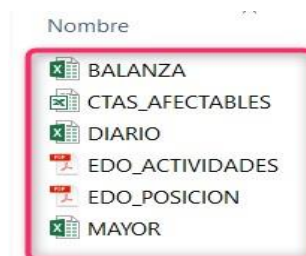 Nombre
BALANZA
CTAS_AFECTABLES
DIARIO
EDO_ACTIVIDADES
EDO_POSICION
MAYOR